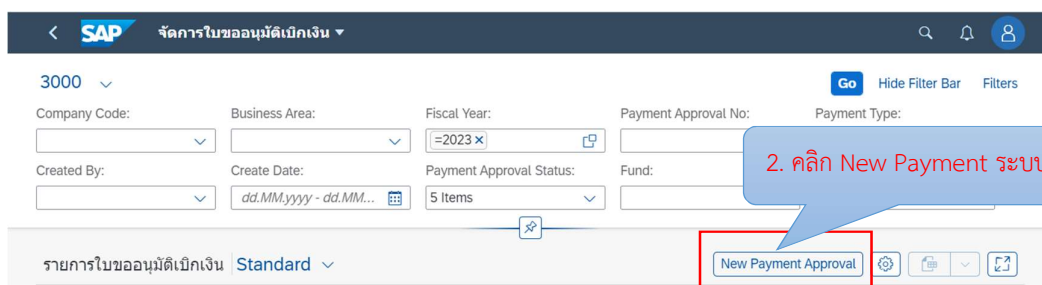 SAP จัดการใบขออนุมัติเบิกเงิน
3000
Go Hide Filter Bar Filters
Company Code: Business Area: Fiscal Year: Payment Approval No: Payment Type:
=2023
Created By: Create Date: Payment Approval Status: Fund:
dd.MM.yyyy - dd.MM... 5 Items
2. คลิก New Payment ระบบ
รายการใบขออนุมัติเบิกเงิน Standard New Payment Approval